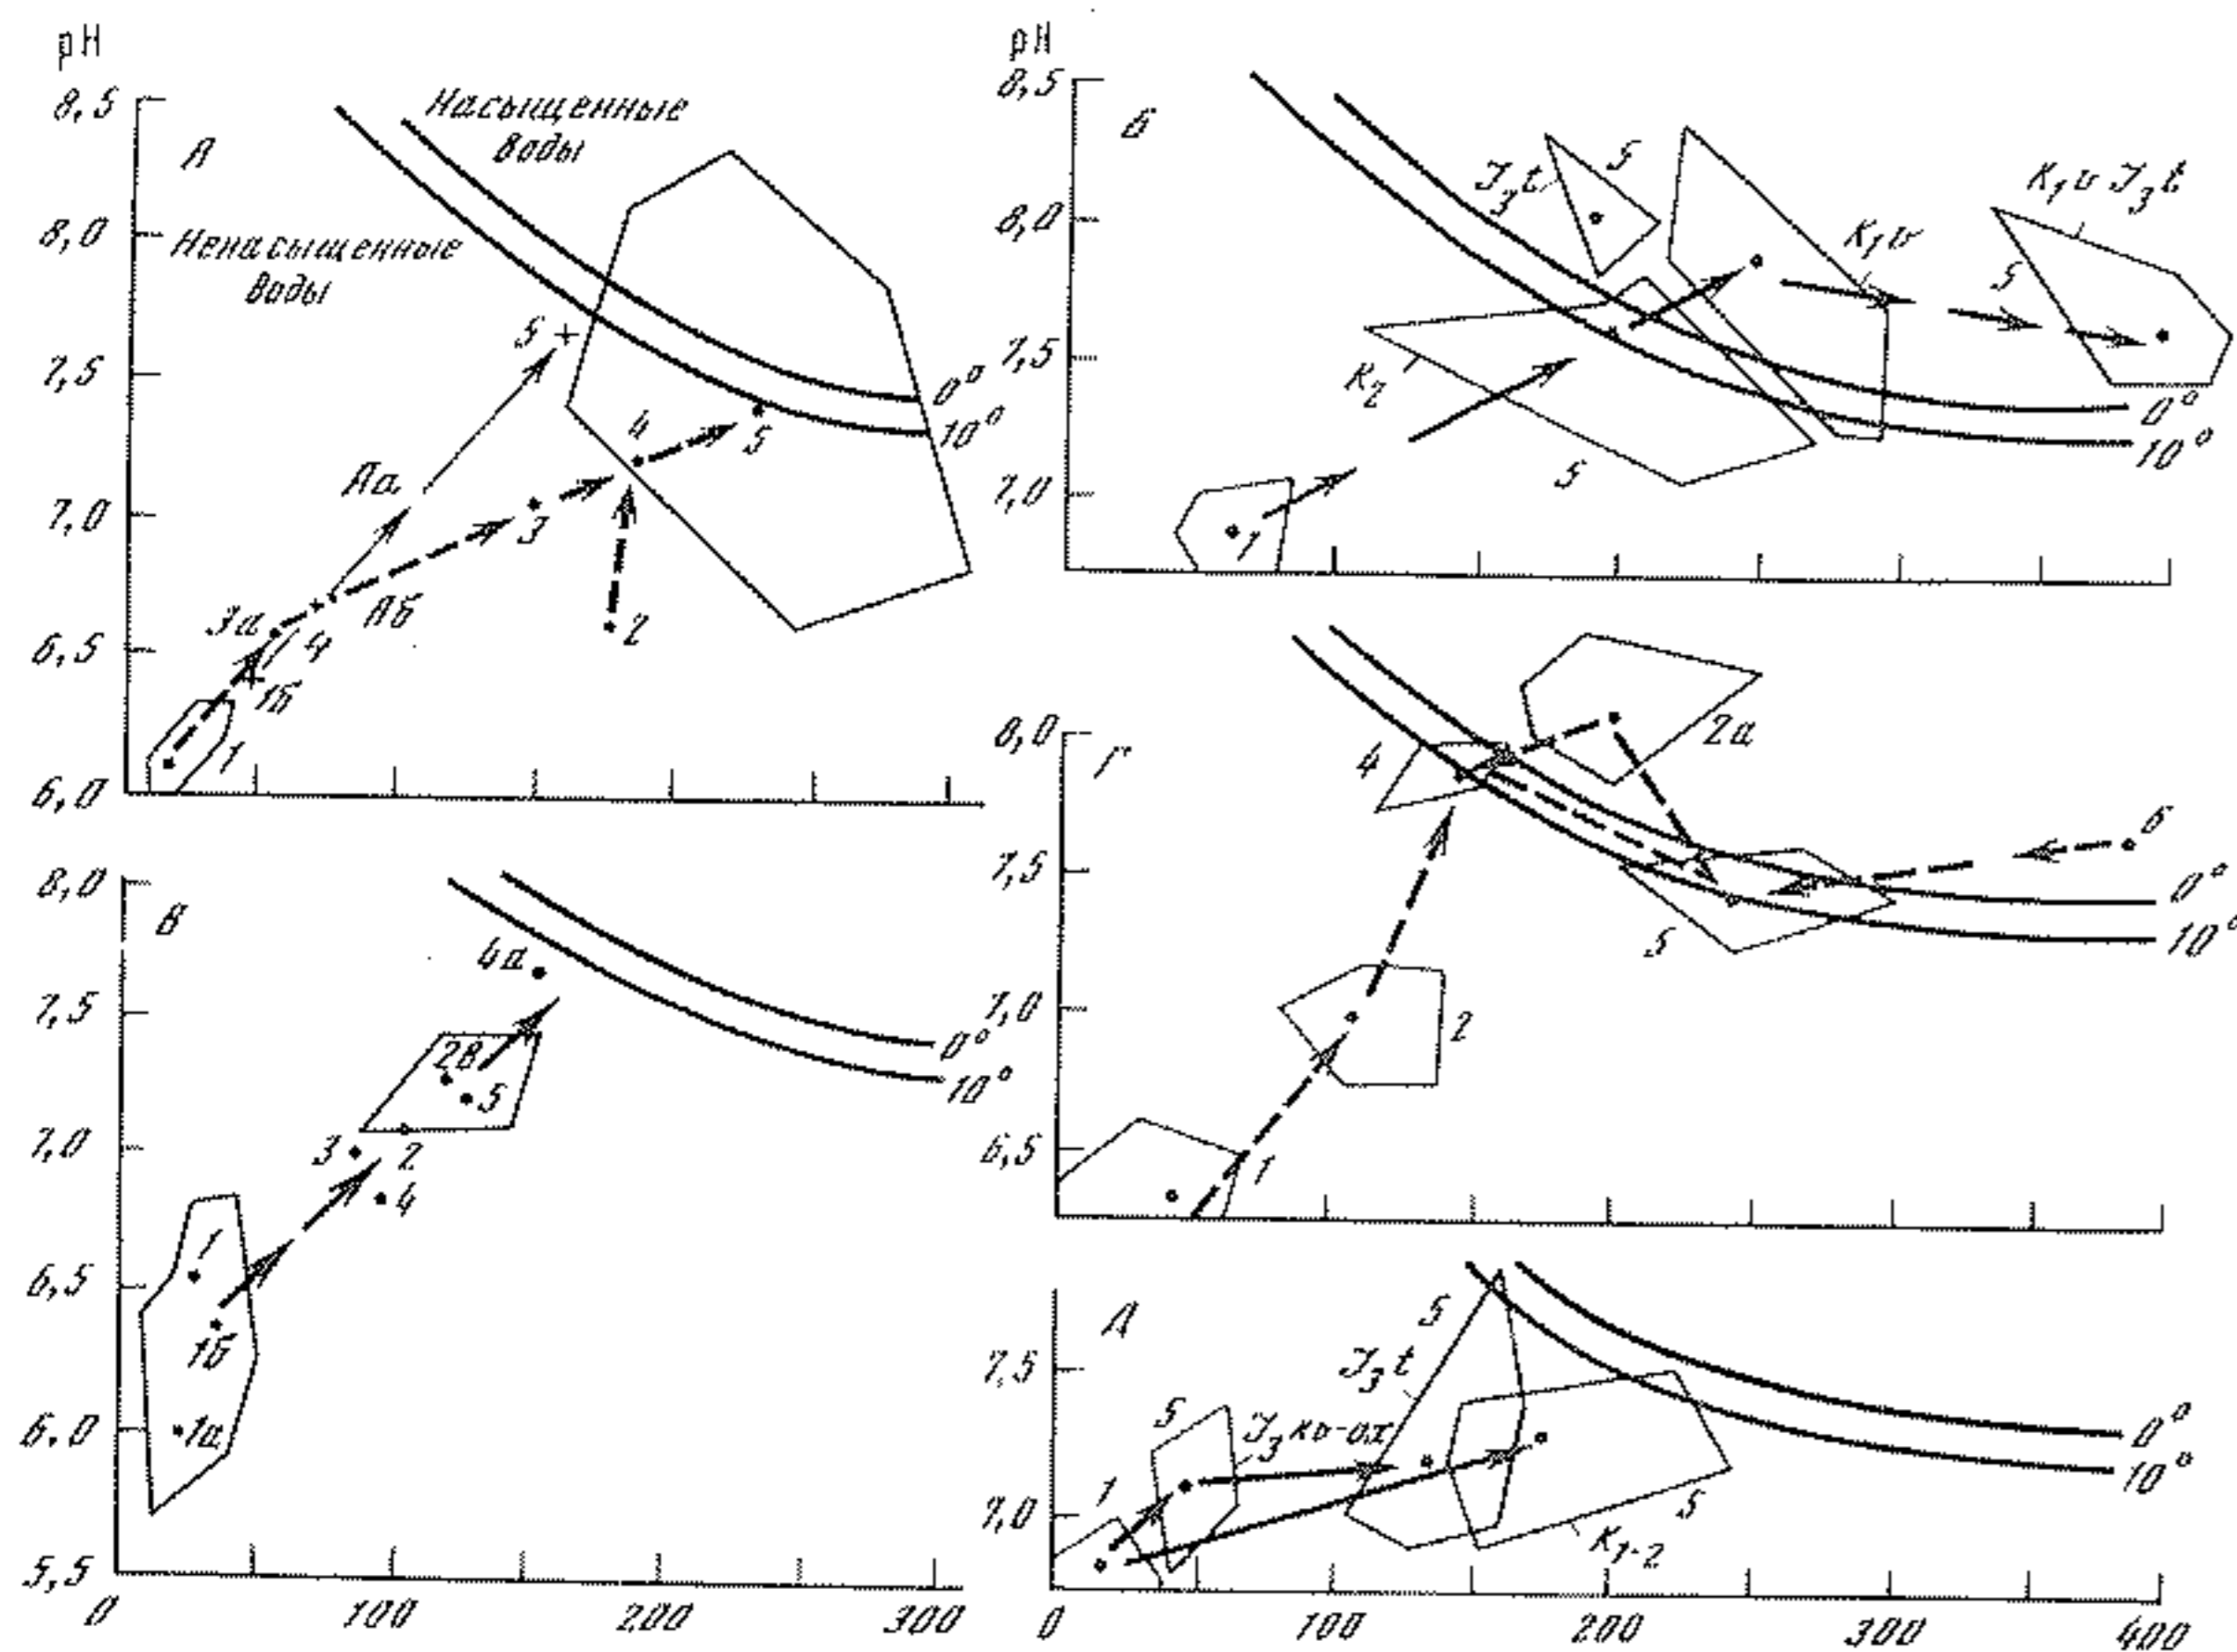 pH
8,5
8,0
7,5
7,0
6,5
6,0
А
Насыщенные
воды
Ненасыщенные
воды
0°
10°
5
4
5
Аа
3
Аб
2
3а
4
1б
1
pH
8,5
8,0
7,5
7,0
Б
J₃t
5
K₁v
K₁v-J₃t
5
K₂
5
1
0°
10°
8,0
7,5
7,0
6,5
6,0
5,5
В
4а
0°
10°
2в
5
3
2
4
1
1б
1а
0
100
200
300
8,0
7,5
7,0
6,5
Г
4
2а
6
5
0°
10°
2
1
7,5
7,0
Д
5
J₃t
5
J₃kv-ox
1
5
K₁₋₂
0°
10°
0
100
200
300
400